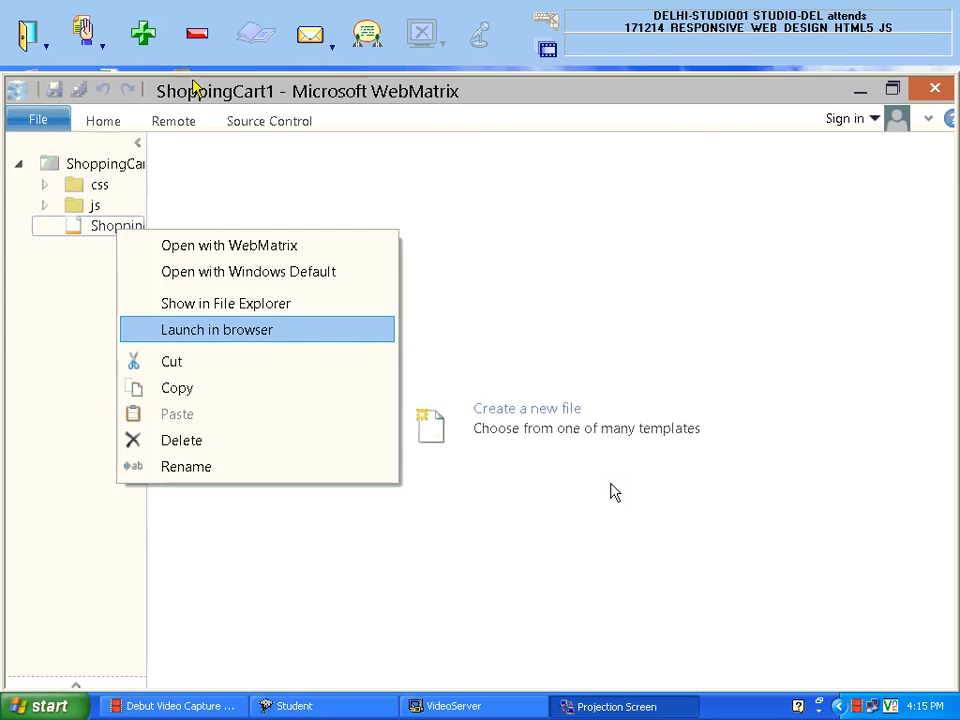 DELHI-STUDIO01 STUDIO-DEL attends
171214 RESPONSIVE WEB DESIGN HTML5 JS
ShoppingCart1 - Microsoft WebMatrix
File
Home
Remote
Source Control
Sign in
ShoppingCar
css
js
Shoppin
Open with WebMatrix
Open with Windows Default
Show in File Explorer
Launch in browser
Cut
Copy
Paste
Delete
ab Rename
Create a new file
Choose from one of many templates
start
Debut Video Capture ...
Student
VideoServer
Projection Screen
4:15 PM